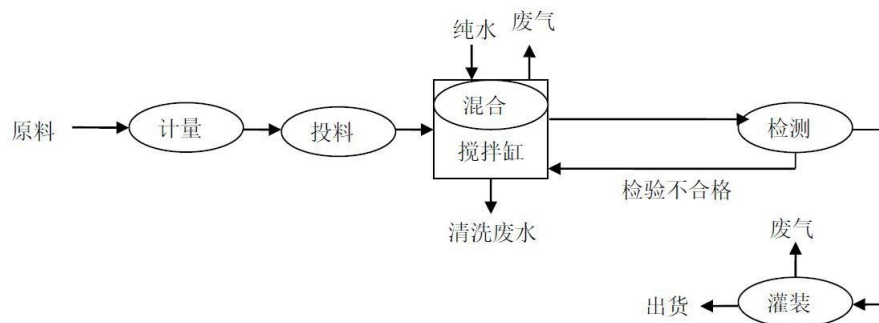 纯水
废气
原料
计量
投料
混合
搅拌缸
检测
检验不合格
清洗废水
废气
出货
灌装